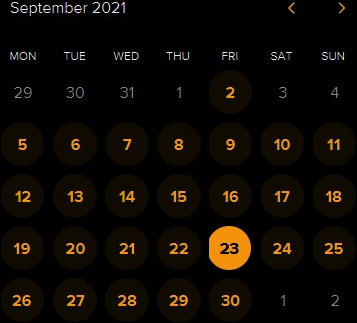 September 2021
MON TUE WED THU FRI SAT SUN
29 30 31 1 2 3 4
5 6 7 8 9 10 11
12 13 14 15 16 17 18
19 20 21 22 23 24 25
26 27 28 29 30 1 2